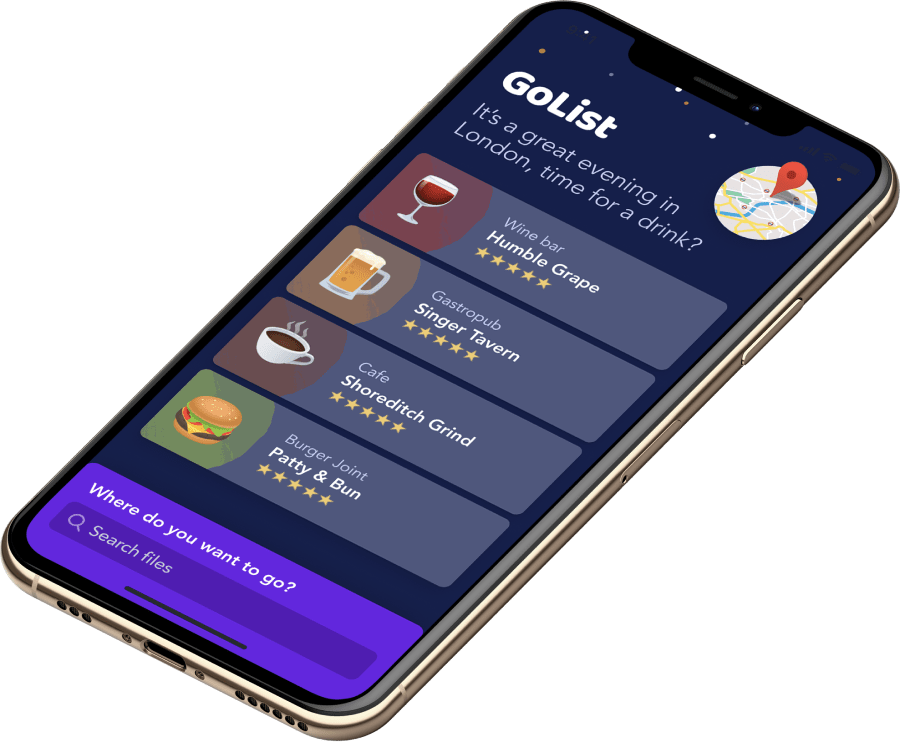 GoList
It's a great evening in
London, time for a drink?
Wine bar
Humble Grape
Gastropub
Singer Tavern
Cafe
Shoreditch Grind
Burger Joint
Patty & Bun
Where do you want to go?
Search files